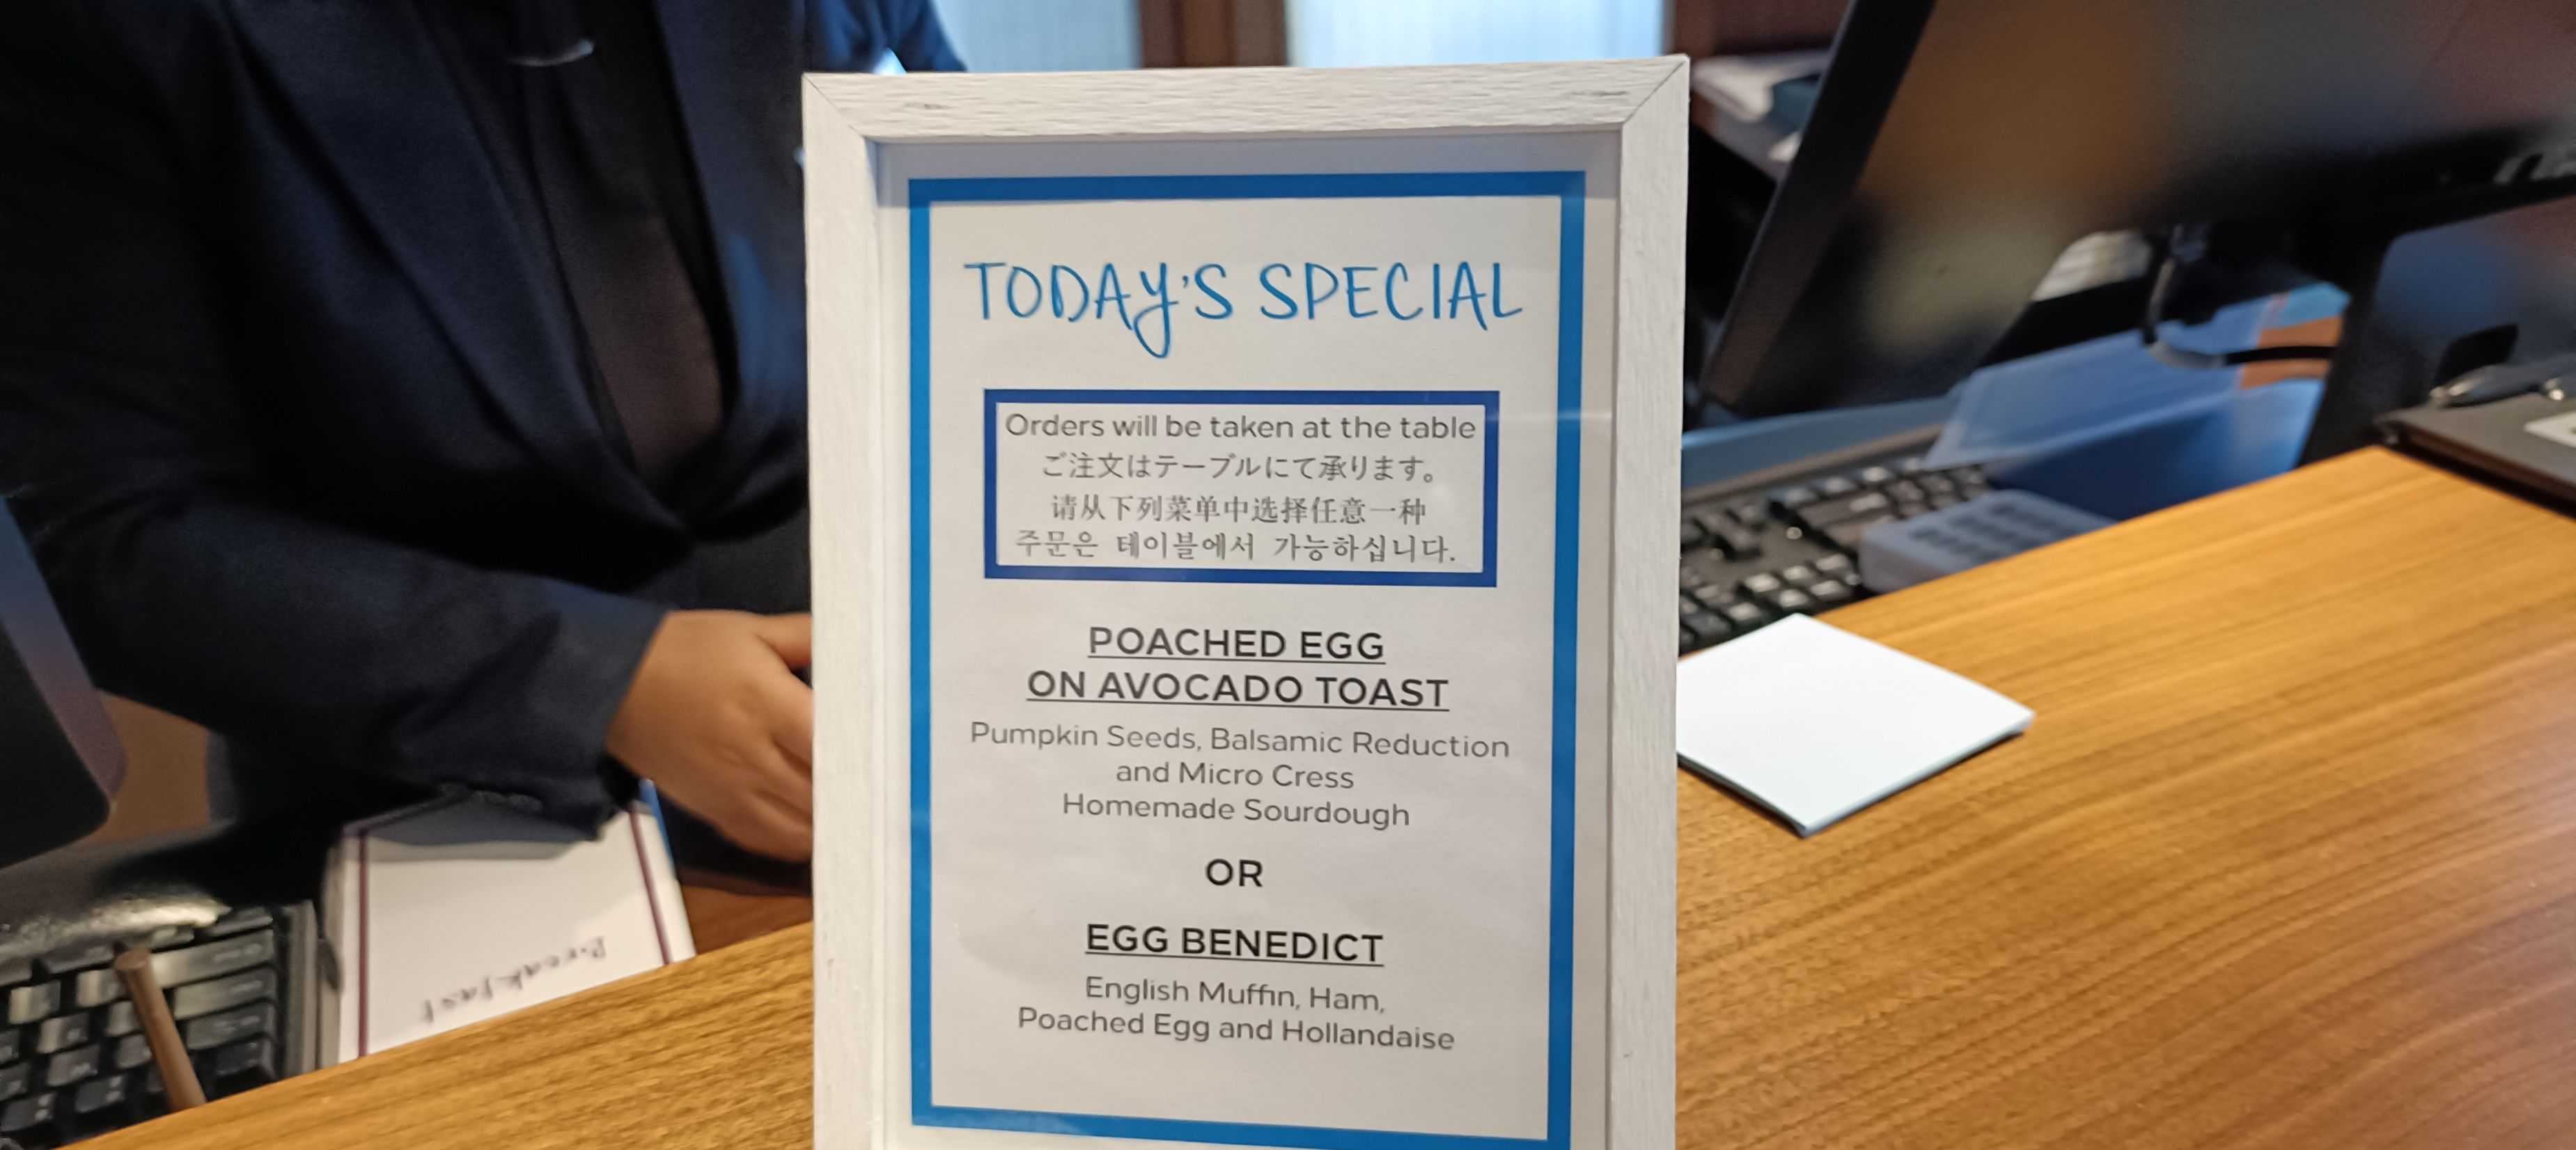 TODAY'S SPECIAL
Orders will be taken at the table
ご注文はテーブルにて承ります。
请从下列菜单中选择任意一种
주문은 테이블에서 가능하십니다.
POACHED EGG
ON AVOCADO TOAST
Pumpkin Seeds, Balsamic Reduction
and Micro Cress
Homemade Sourdough
OR
EGG BENEDICT
English Muffin, Ham,
Poached Egg and Hollandaise
Breakfast